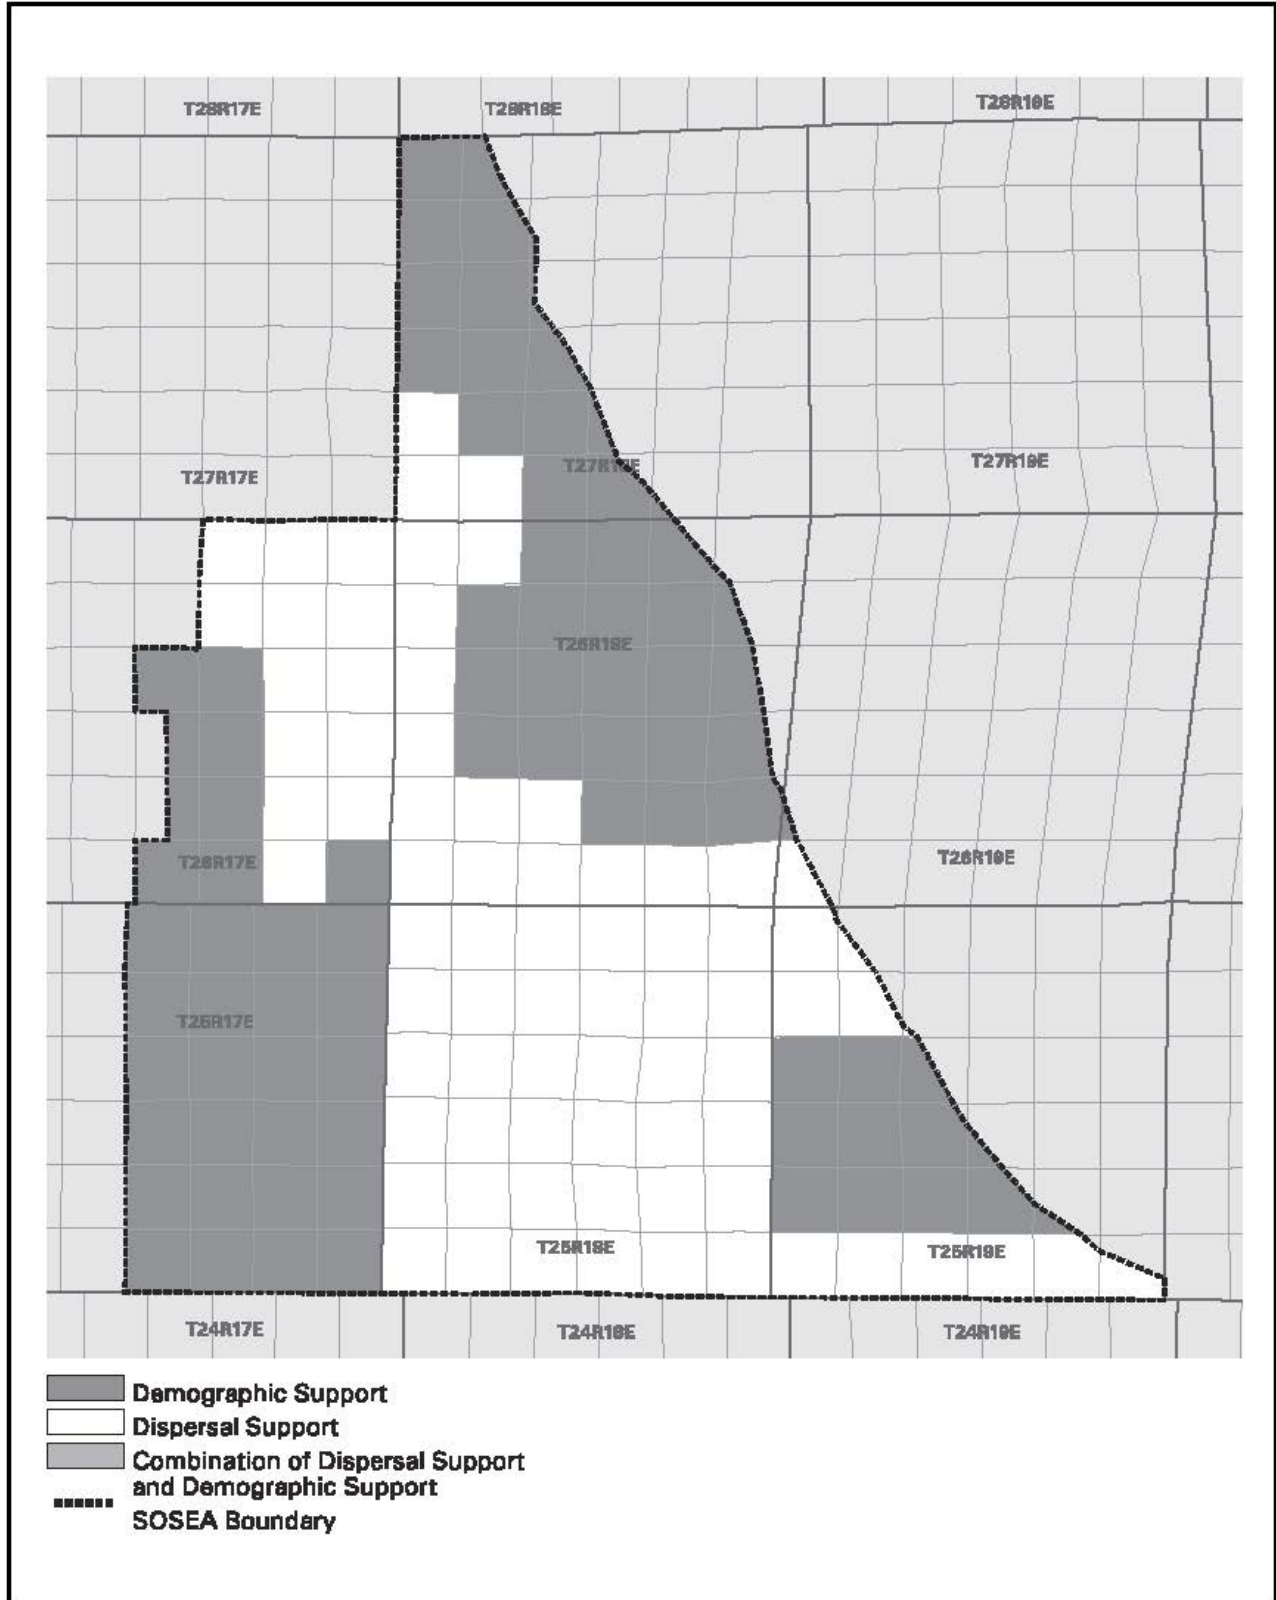 T28R17E
T28R18E
T28R19E
T27R17E
T27R18E
T27R19E
T26R18E
T26R17E
T26R19E
T25R17E
T25R18E
T25R19E
T24R17E
T24R18E
T24R19E
Demographic Support
Dispersal Support
Combination of Dispersal Support
and Demographic Support
SOSEA Boundary